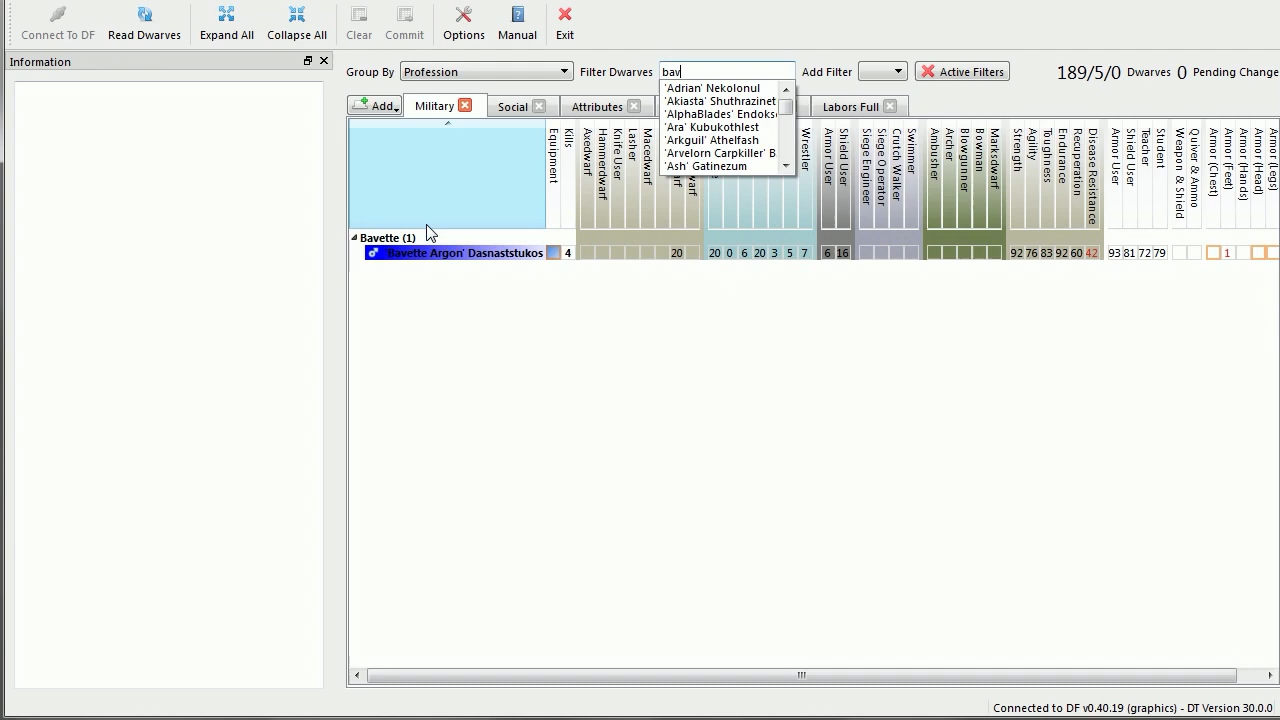 Connect To DF Read Dwarves Expand All Collapse All Clear Commit Options Manual Exit
Information
Group By Profession Filter Dwarves bav Add Filter Active Filters 189/5/0 Dwarves 0 Pending Change
'Adrian' Nekolonul
'Akiasta' Shuthrazinet
'AlphaBlades' Endoks
'Ara' Kubukothlest
'Arkguil' Athelfash
'Arvelorn Carpkiller' B
'Ash' Gatinezum
Add Military Social Attributes Labors Full
Equipment
Kills
Axedwarf
Hammerdwarf
Knife User
Lasher
Macedwarf
Wrestler
Armor User
Shield User
Siege Engineer
Siege Operator
Crutch Walker
Swimmer
Ambusher
Archer
Blowgunner
Bowman
Marksdwarf
Strength
Agility
Toughness
Endurance
Recuperation
Disease Resistance
Armor User
Shield User
Teacher
Student
Weapon & Shield
Quiver & Ammo
Armor (Chest)
Armor (Feet)
Armor (Hands)
Armor (Head)
Armor (Legs)
Bavette (1)
'Bavette Argon' Dasnaststukos 4 20 20 0 6 20 3 5 7 6 16 92 76 83 92 60 42 93 81 72 79 1
Connected to DF v0.40.19 (graphics) - DT Version 30.0.0